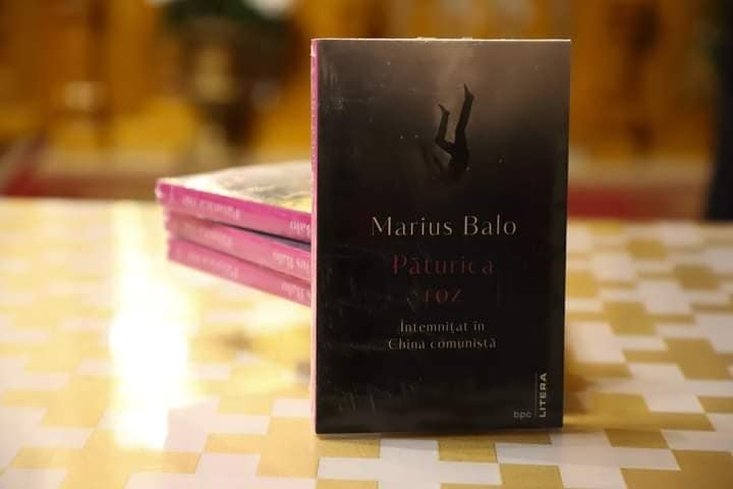 Marius Balo
Păturica
roz
Întemnițat în
China comunistă
bpc
LITERA